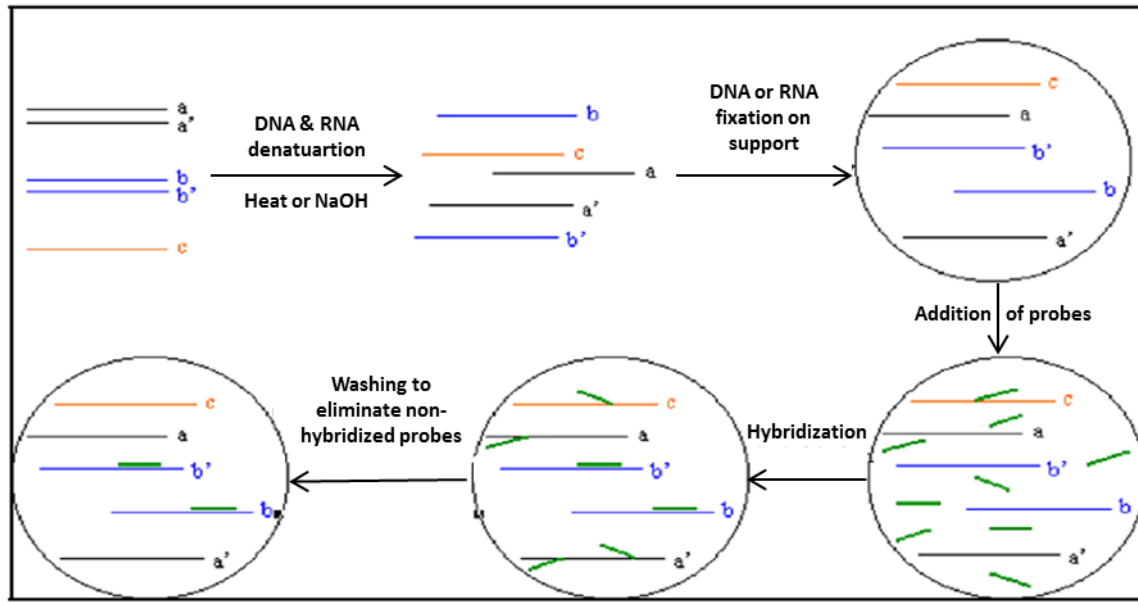 a
a'
b
b'
c
DNA & RNA
denatuartion
Heat or NaOH
b
c
a
a'
b'
DNA or RNA
fixation on
support
c
a
b'
b
a'
Addition of probes
c
a
b'
b
a'
Hybridization
c
a
b'
b
a'
Washing to
eliminate non-
hybridized probes
c
a
b'
b
a'